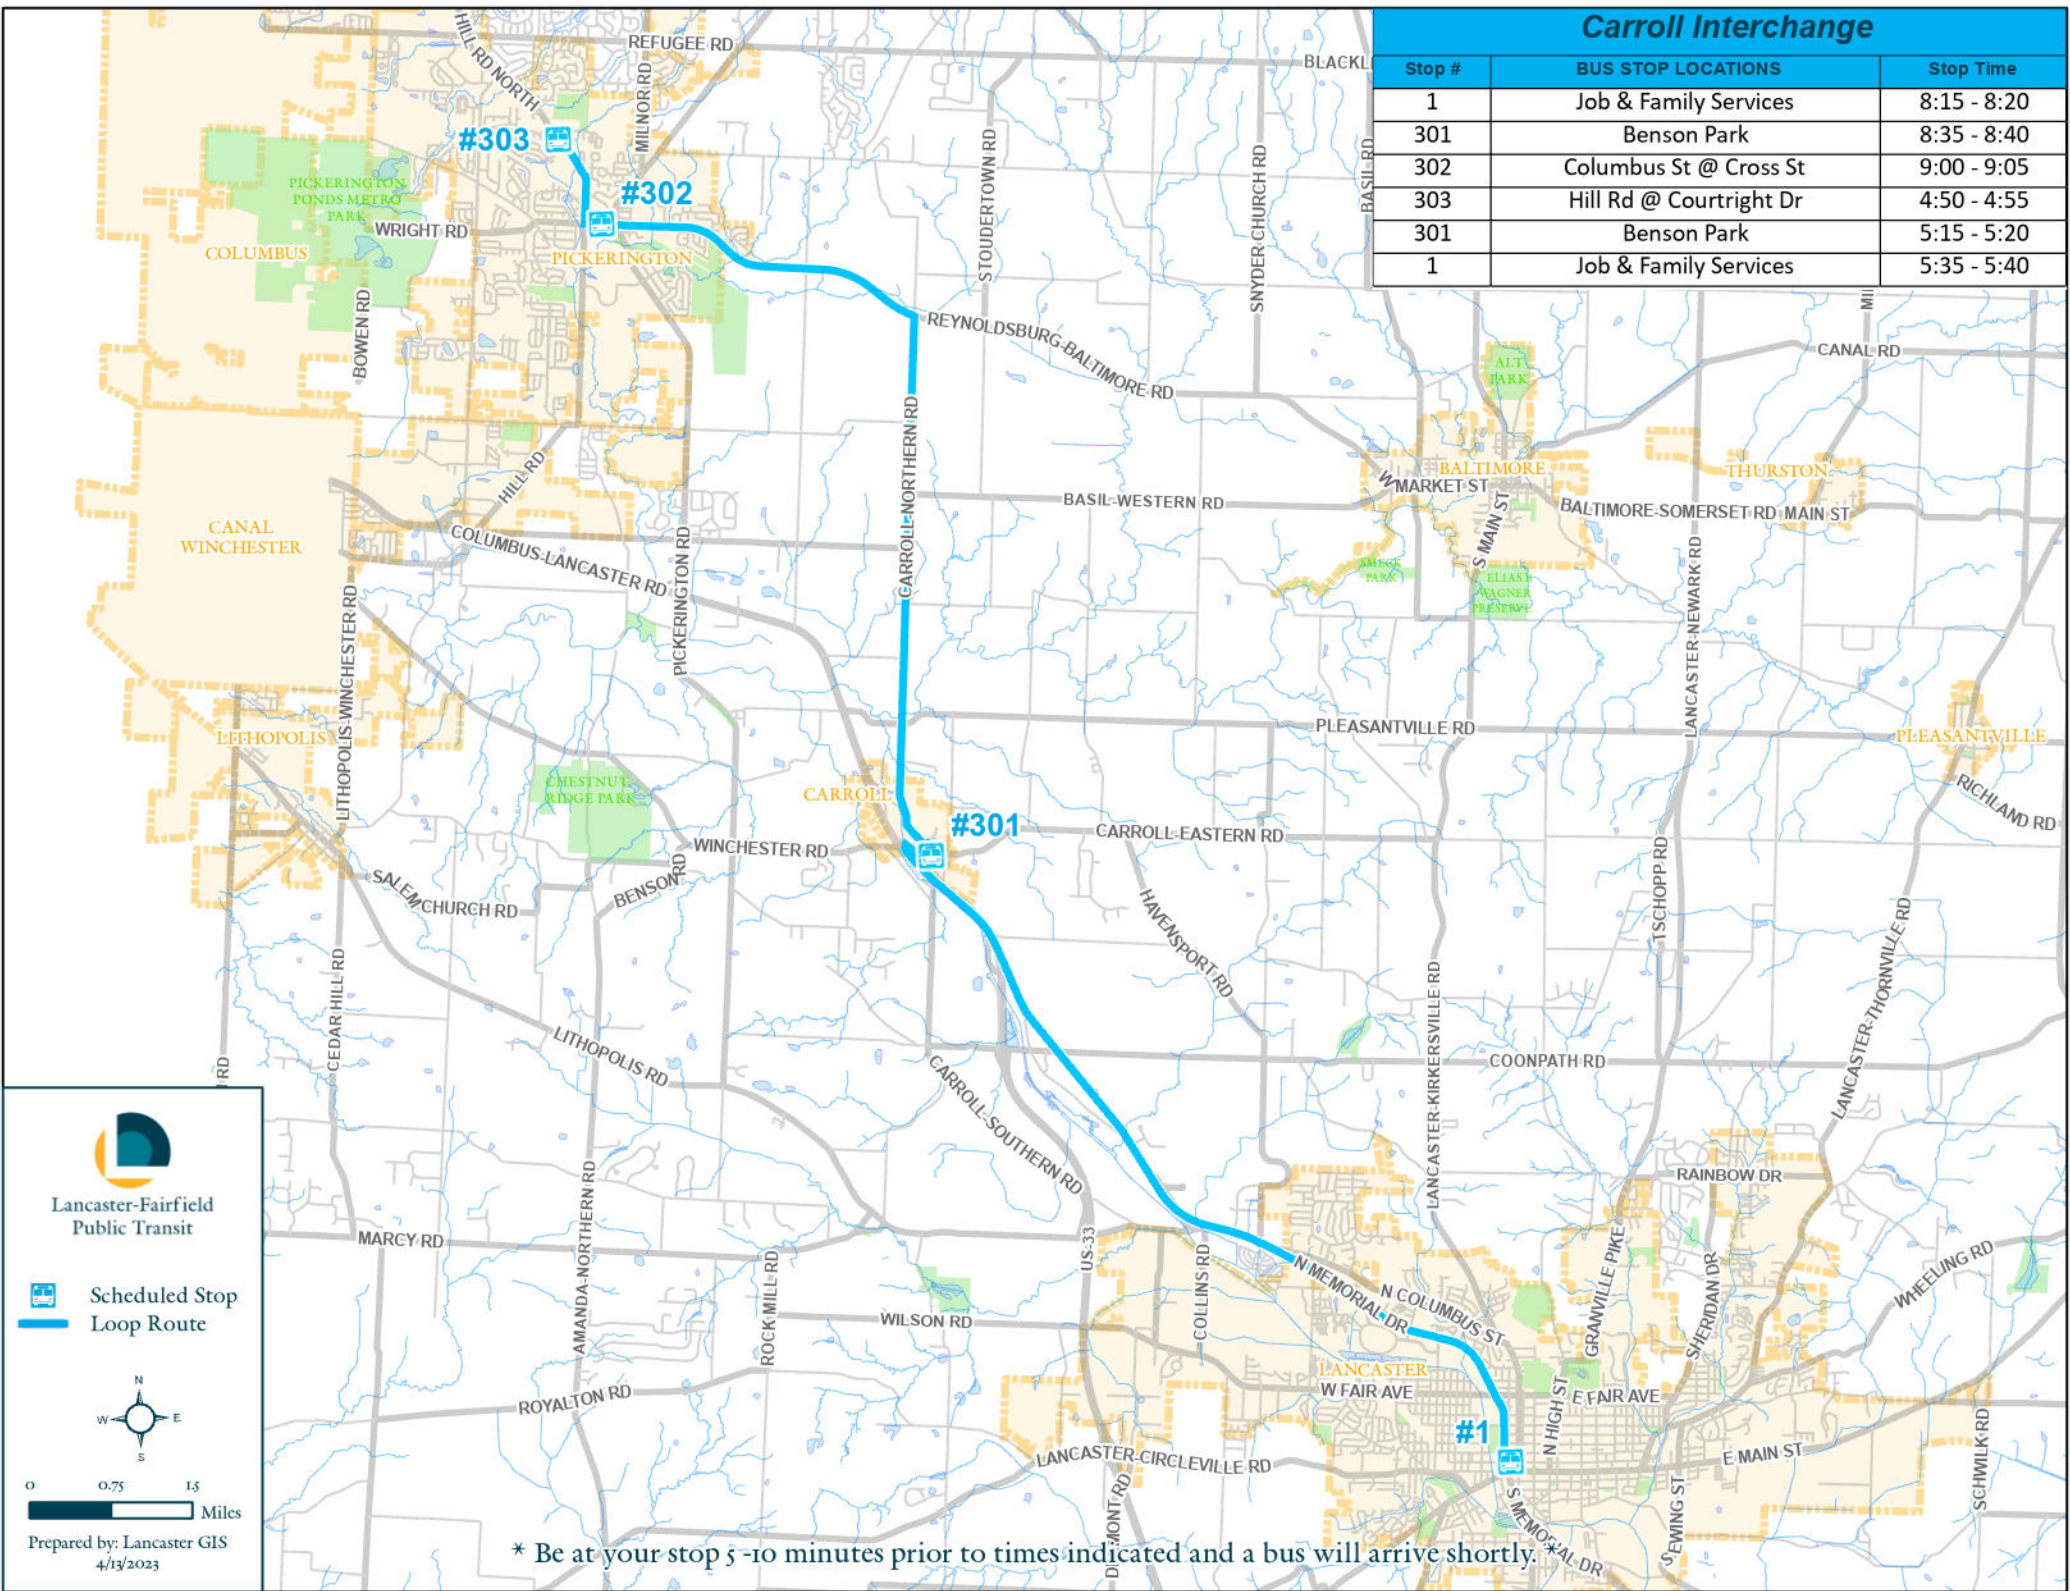 Carroll Interchange
Stop # BUS STOP LOCATIONS Stop Time
1 Job & Family Services 8:15 - 8:20
301 Benson Park 8:35 - 8:40
302 Columbus St @ Cross St 9:00 - 9:05
303 Hill Rd @ Courtright Dr 4:50 - 4:55
301 Benson Park 5:15 - 5:20
1 Job & Family Services 5:35 - 5:40
HILL RD NORTH
REFUGEE RD
MILNOR RD
#303
#302
PICKERINGTON
PONDS METRO
PARK
WRIGHT RD
COLUMBUS
PICKERINGTON
BOWEN RD
STOUDERTOWN RD
SNYDER CHURCH RD
BASIL RD
REYNOLDSBURG-BALTIMORE RD
CANAL RD
ALT
PARK
CARROLL-NORTHERN RD
HILL RD
BALTIMORE
W MARKET ST
THURSTON
BASIL-WESTERN RD
BALTIMORE-SOMERSET RD
MAIN ST
S MAIN ST
CANAL
WINCHESTER
COLUMBUS-LANCASTER RD
PICKERINGTON RD
SMECK
PARK
ELIAS B
WAGNER
PRESERVE
LANCASTER-NEWARK RD
LITHOPOLIS-WINCHESTER RD
LITHOPOLIS
PLEASANTVILLE RD
PLEASANTVILLE
CHESTNUT
RIDGE PARK
CARROLL
RICHLAND RD
#301
CARROLL-EASTERN RD
WINCHESTER RD
BENSON RD
SALEM CHURCH RD
HAVENSPORT RD
TSCHOPP RD
CEDAR HILL RD
LANCASTER-KIRKERSVILLE RD
LANCASTER-THORNVILLE RD
LITHOPOLIS RD
COONPATH RD
RD
CARROLL-SOUTHERN RD
RAINBOW DR
MARCY RD
AMANDA-NORTHERN RD
ROCK MILL RD
US-33
COLLINS RD
N MEMORIAL DR
N COLUMBUS ST
GRANVILLE PIKE
SHERIDAN DR
WHEELING RD
WILSON RD
LANCASTER
W FAIR AVE
E FAIR AVE
N HIGH ST
ROYALTON RD
#1
LANCASTER-CIRCLEVILLE RD
E MAIN ST
SCHWILK RD
S MEMORIAL DR
S EWING ST
Lancaster-Fairfield
Public Transit
Scheduled Stop
Loop Route
N
W E
S
0 0.75 1.5
Miles
Prepared by: Lancaster GIS
4/13/2023
* Be at your stop 5 -10 minutes prior to times indicated and a bus will arrive shortly. *